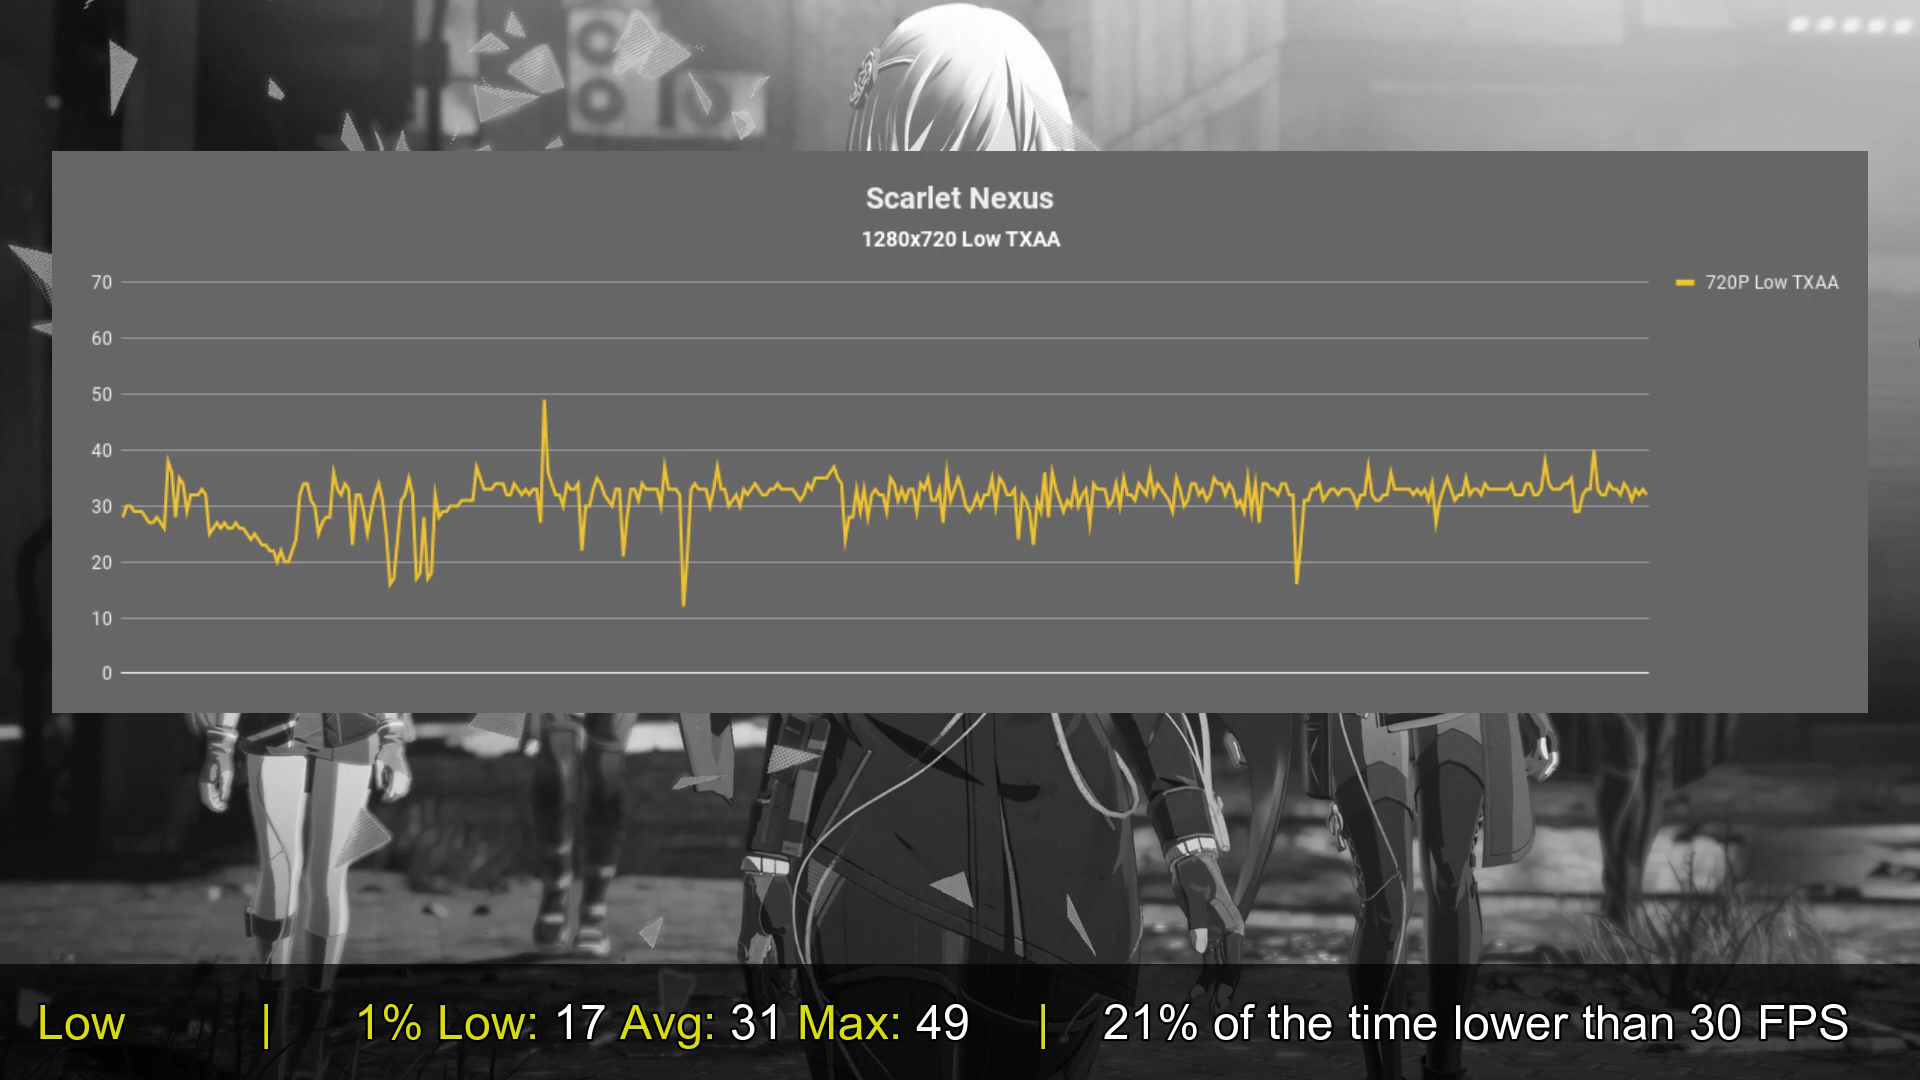 Scarlet Nexus
1280x720 Low TXAA
70
720P Low TXAA
60
50
40
30
20
10
0
Low | 1% Low: 17 Avg: 31 Max: 49 | 21% of the time lower than 30 FPS